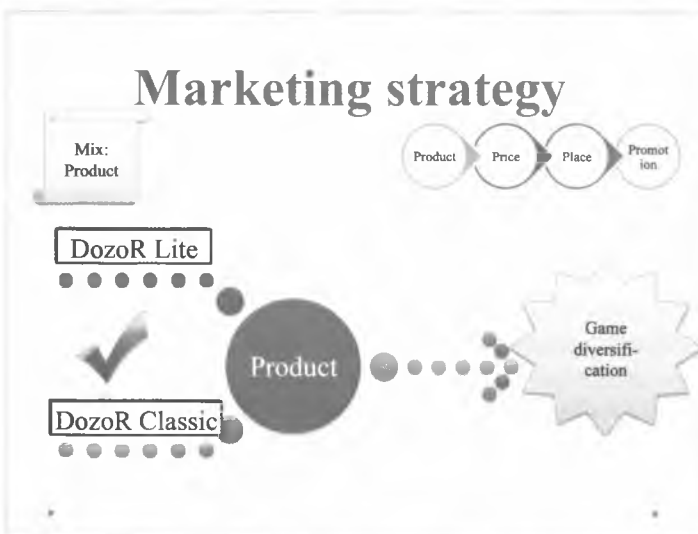 Marketing strategy
Mix:
Product
Product
Price
Place
Promot
ion
DozoR Lite
Product
Game
diversifi-
cation
DozoR Classic